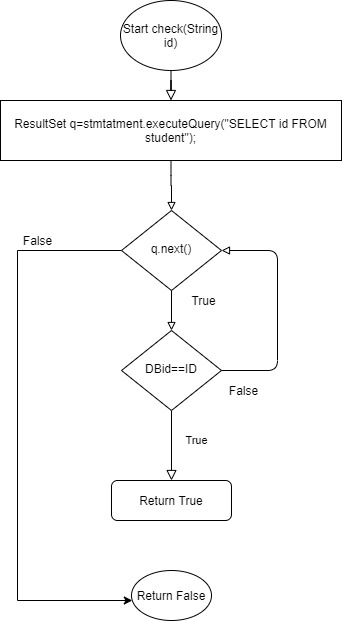 Start check(String
id)
ResultSet q=stmtatment.executeQuery("SELECT id FROM
student");
False
q.next()
True
DBid==ID
False
True
Return True
Return False